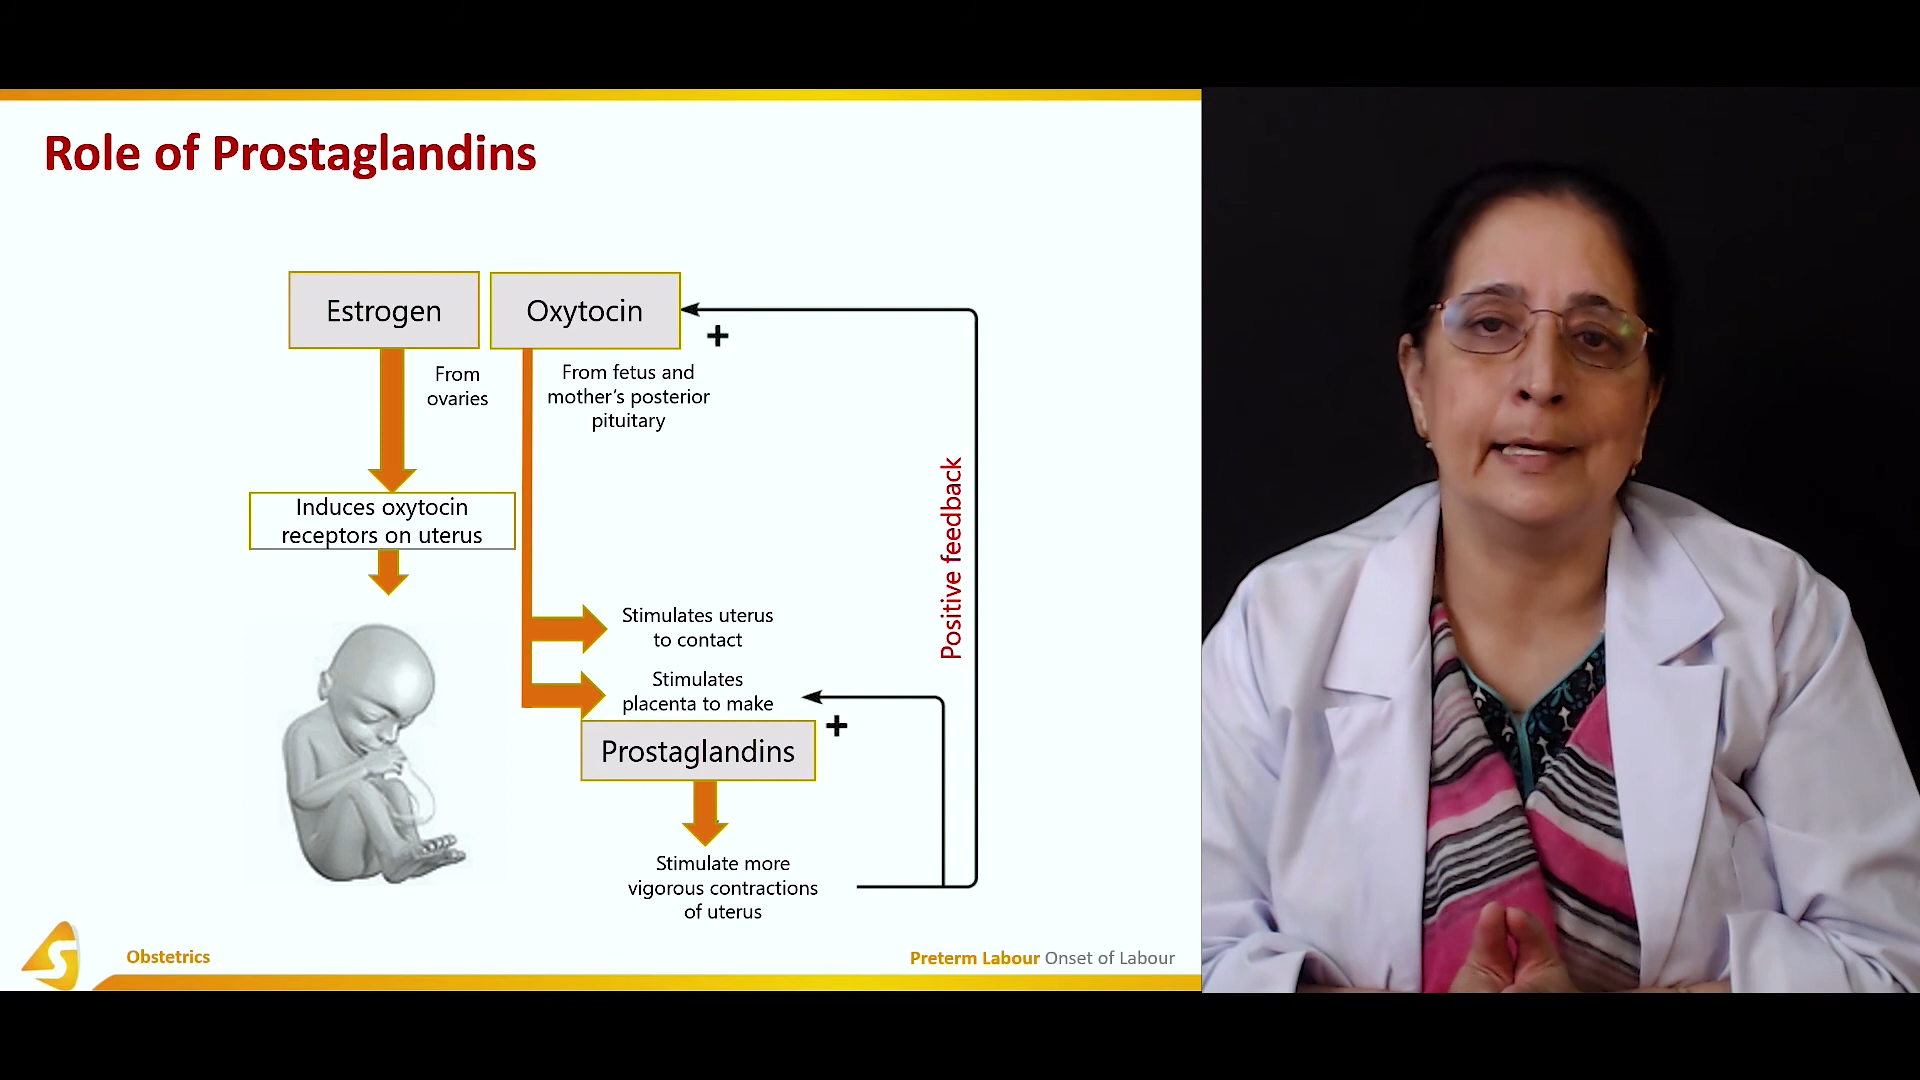 Role of Prostaglandins
Estrogen
Oxytocin
+
From
ovaries
From fetus and
mother's posterior
pituitary
Induces oxytocin
receptors on uterus
Stimulates uterus
to contact
Stimulates
placenta to make
+
Prostaglandins
Stimulate more
vigorous contractions
of uterus
Positive feedback
S
Obstetrics
Preterm Labour Onset of Labour